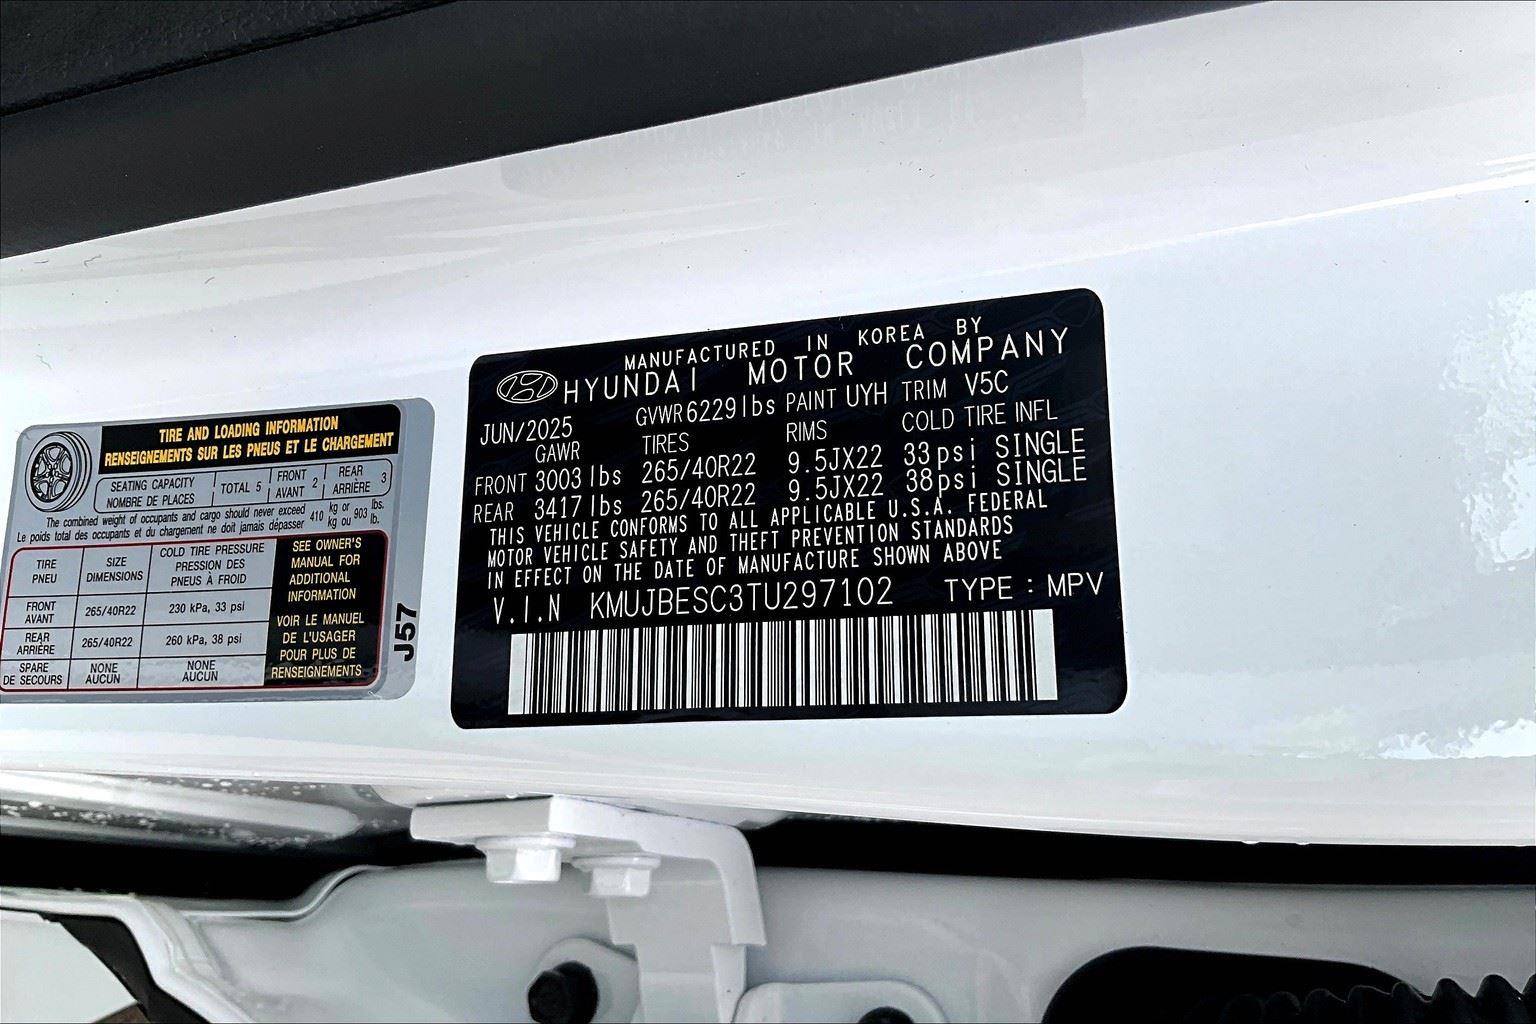 TIRE AND LOADING INFORMATION
RENSEIGNEMENTS SUR LES PNEUS ET LE CHARGEMENT
SEATING CAPACITY
NOMBRE DE PLACES
TOTAL 5
FRONT
AVANT 2
REAR
ARRIÈRE 3
The combined weight of occupants and cargo should never exceed 410 kg or 903 lbs.
Le poids total des occupants et du chargement ne doit jamais dépasser 410 kg ou 903 lb.
TIRE
PNEU
SIZE
DIMENSIONS
COLD TIRE PRESSURE
PRESSION DES
PNEUS À FROID
FRONT
AVANT
265/40R22
230 kPa, 33 psi
REAR
ARRIÈRE
265/40R22
260 kPa, 38 psi
SPARE
DE SECOURS
NONE
AUCUN
NONE
AUCUN
SEE OWNER'S
MANUAL FOR
ADDITIONAL
INFORMATION
VOIR LE MANUEL
DE L'USAGER
POUR PLUS DE
RENSEIGNEMENTS
J57
MANUFACTURED IN KOREA BY
HYUNDAI MOTOR COMPANY
JUN/2025 GVWR 6229lbs PAINT UYH TRIM V5C
GAWR TIRES RIMS COLD TIRE INFL
FRONT 3003 lbs 265/40R22 9.5JX22 33psi SINGLE
REAR 3417 lbs 265/40R22 9.5JX22 38psi SINGLE
THIS VEHICLE CONFORMS TO ALL APPLICABLE U.S.A. FEDERAL
MOTOR VEHICLE SAFETY AND THEFT PREVENTION STANDARDS
IN EFFECT ON THE DATE OF MANUFACTURE SHOWN ABOVE
V.I.N KMUJBESC3TU297102 TYPE : MPV